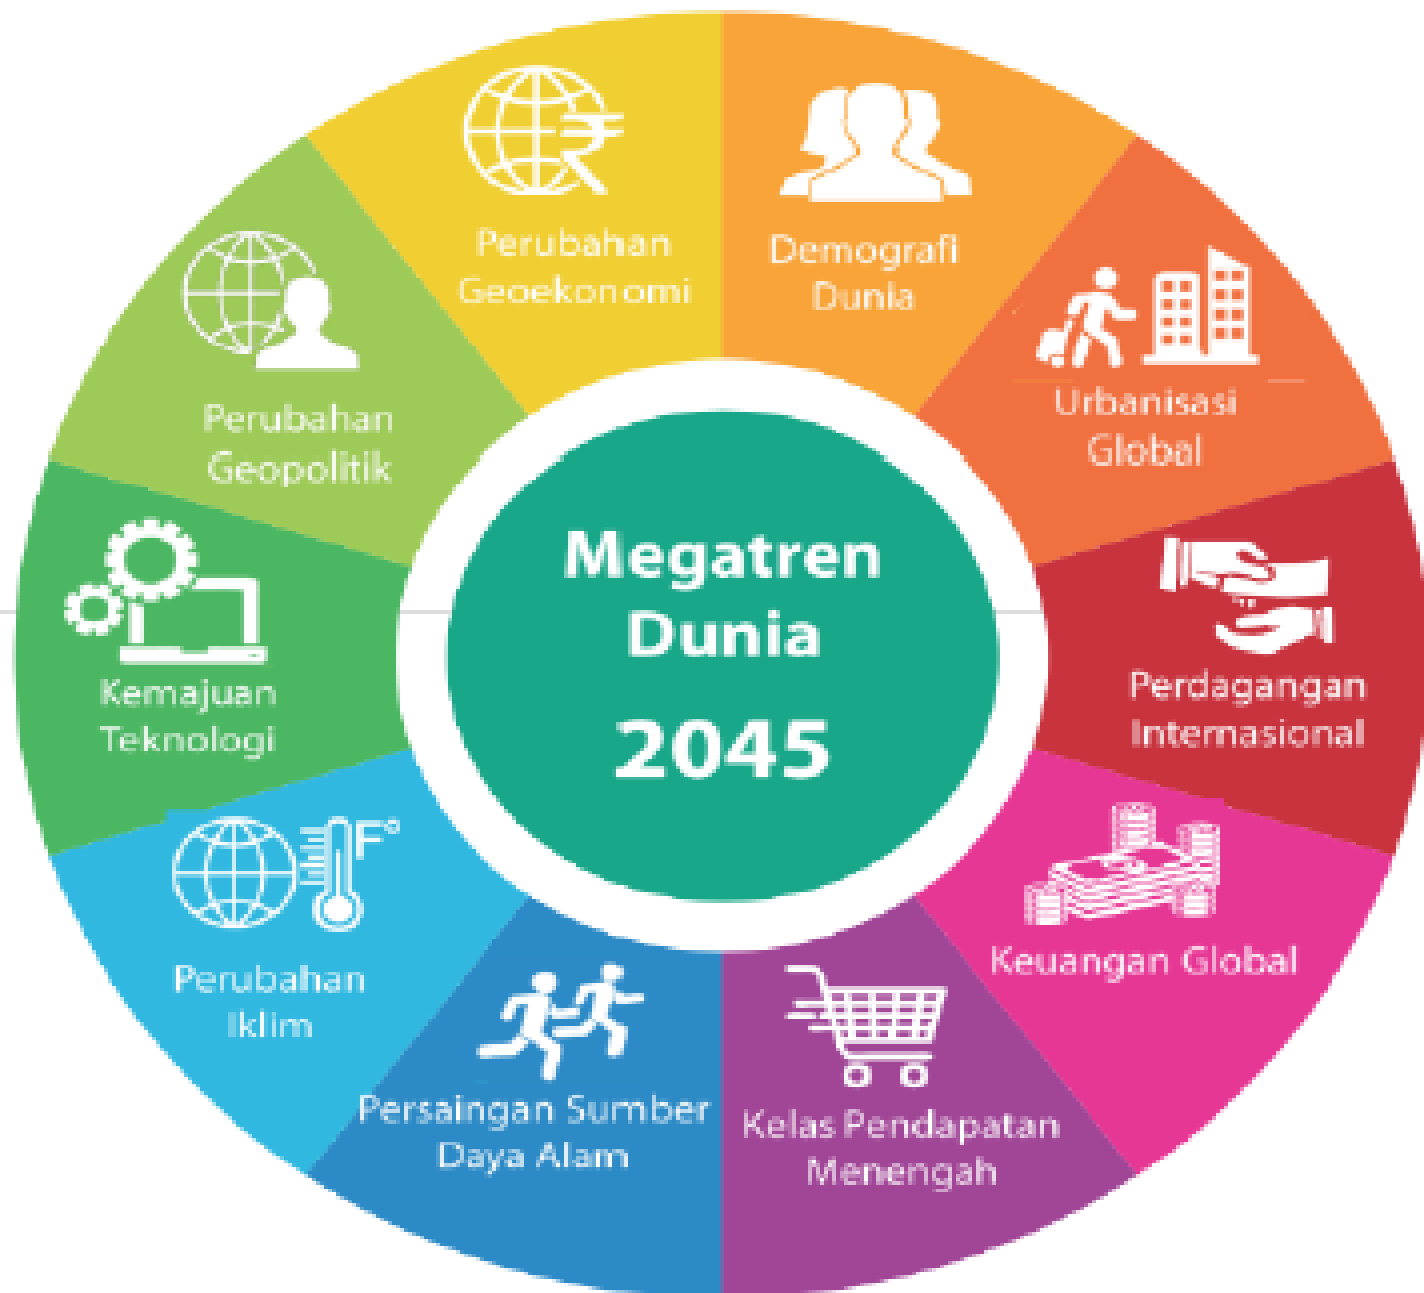 Megatren
Dunia
2045
Demografi
Dunia
Urbanisasi
Global
Perdagangan
Internasional
Keuangan Global
Kelas Pendapatan
Menengah
Persaingan Sumber
Daya Alam
Perubahan
Iklim
F°
Kemajuan
Teknologi
Perubahan
Geopolitik
Perubahan
Geoekonomi
₹